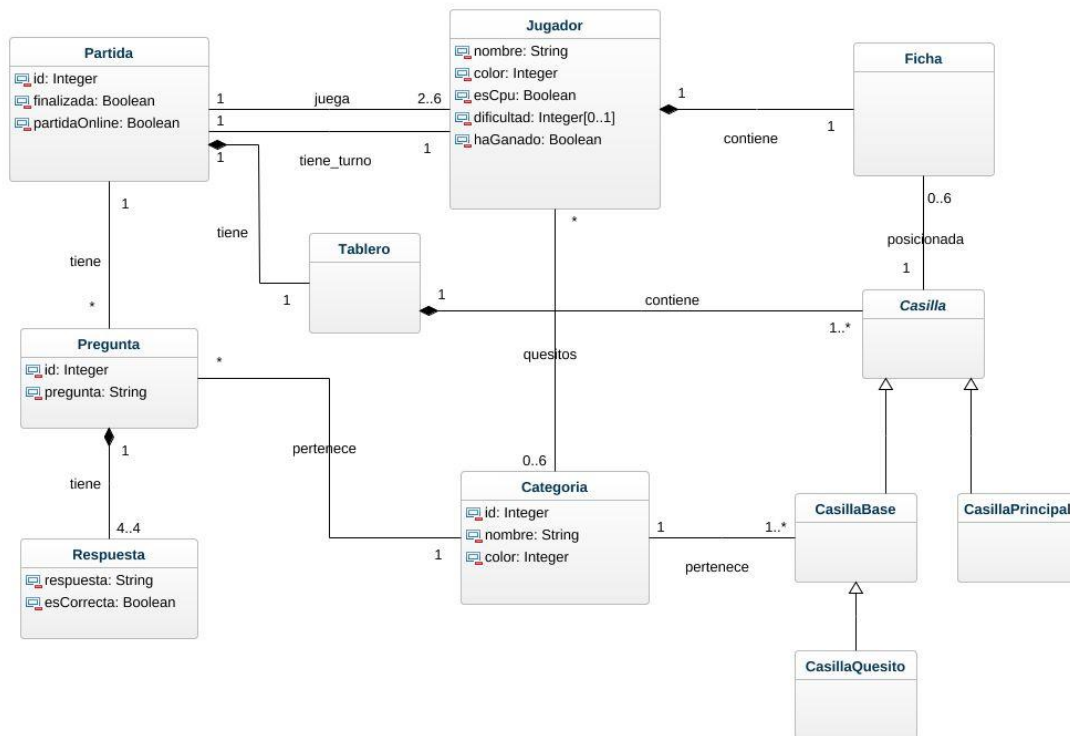 Partida
id: Integer
finalizada: Boolean
partidaOnline: Boolean
1
juega
2..6
1
tiene_turno
1
Jugador
nombre: String
color: Integer
esCpu: Boolean
dificultad: Integer[0..1]
haGanado: Boolean
1
contiene
1
Ficha
0..6
posicionada
1
1
tiene
1
Tablero
1
contiene
1..*
Casilla
1
tiene
*
Pregunta
id: Integer
pregunta: String
*
pertenece
1
*
quesitos
0..6
1
tiene
4..4
Respuesta
respuesta: String
esCorrecta: Boolean
Categoria
id: Integer
nombre: String
color: Integer
1
pertenece
1..*
CasillaBase
CasillaPrincipal
CasillaQuesito